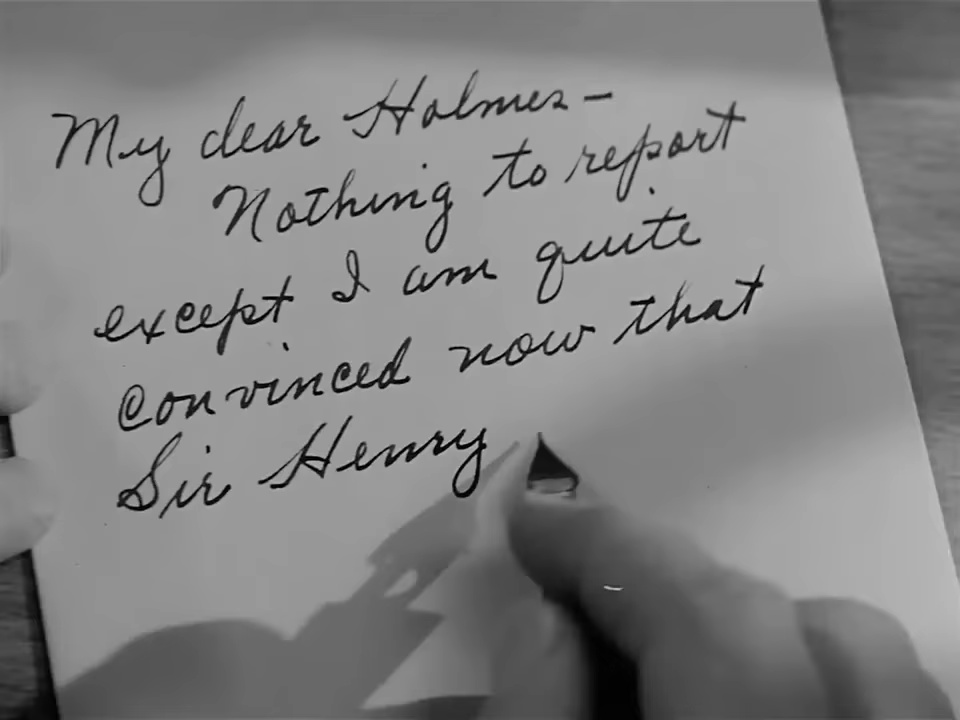 My dear Holmes –
Nothing to report
except I am quite
convinced now that
Sir Henry